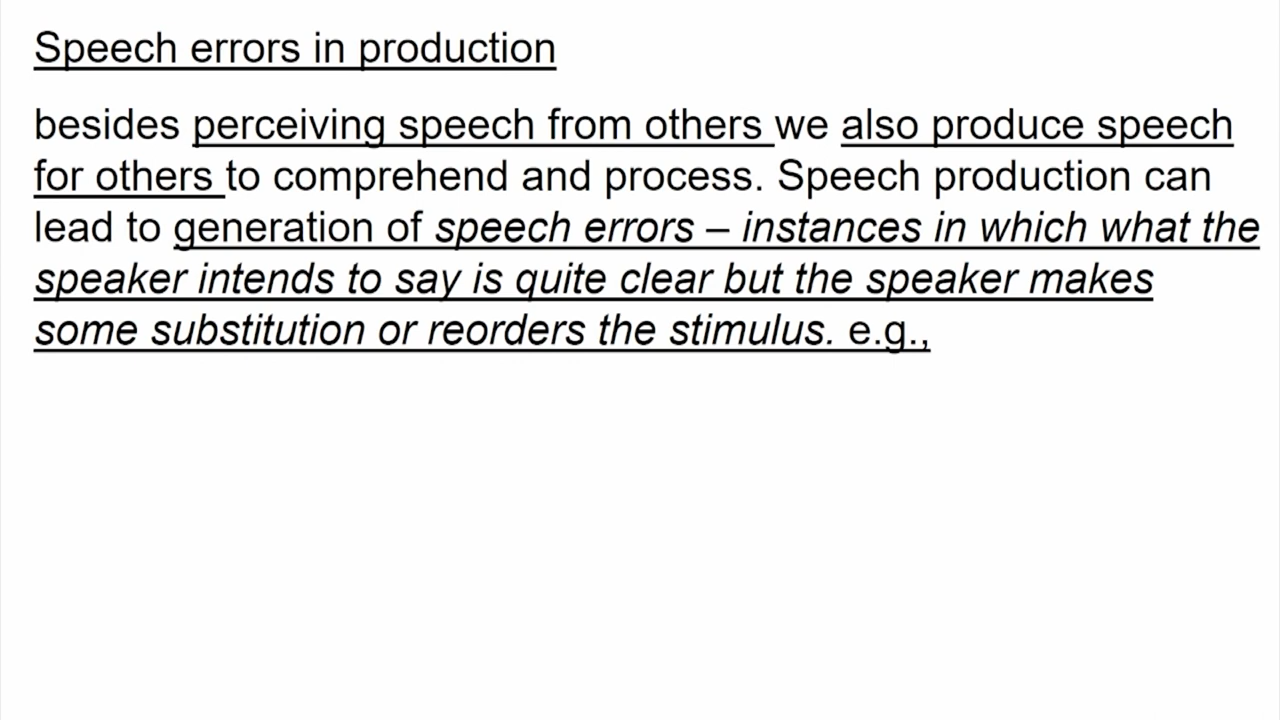 Speech errors in production
besides perceiving speech from others we also produce speech
for others to comprehend and process. Speech production can
lead to generation of speech errors – instances in which what the
speaker intends to say is quite clear but the speaker makes
some substitution or reorders the stimulus. e.g.,